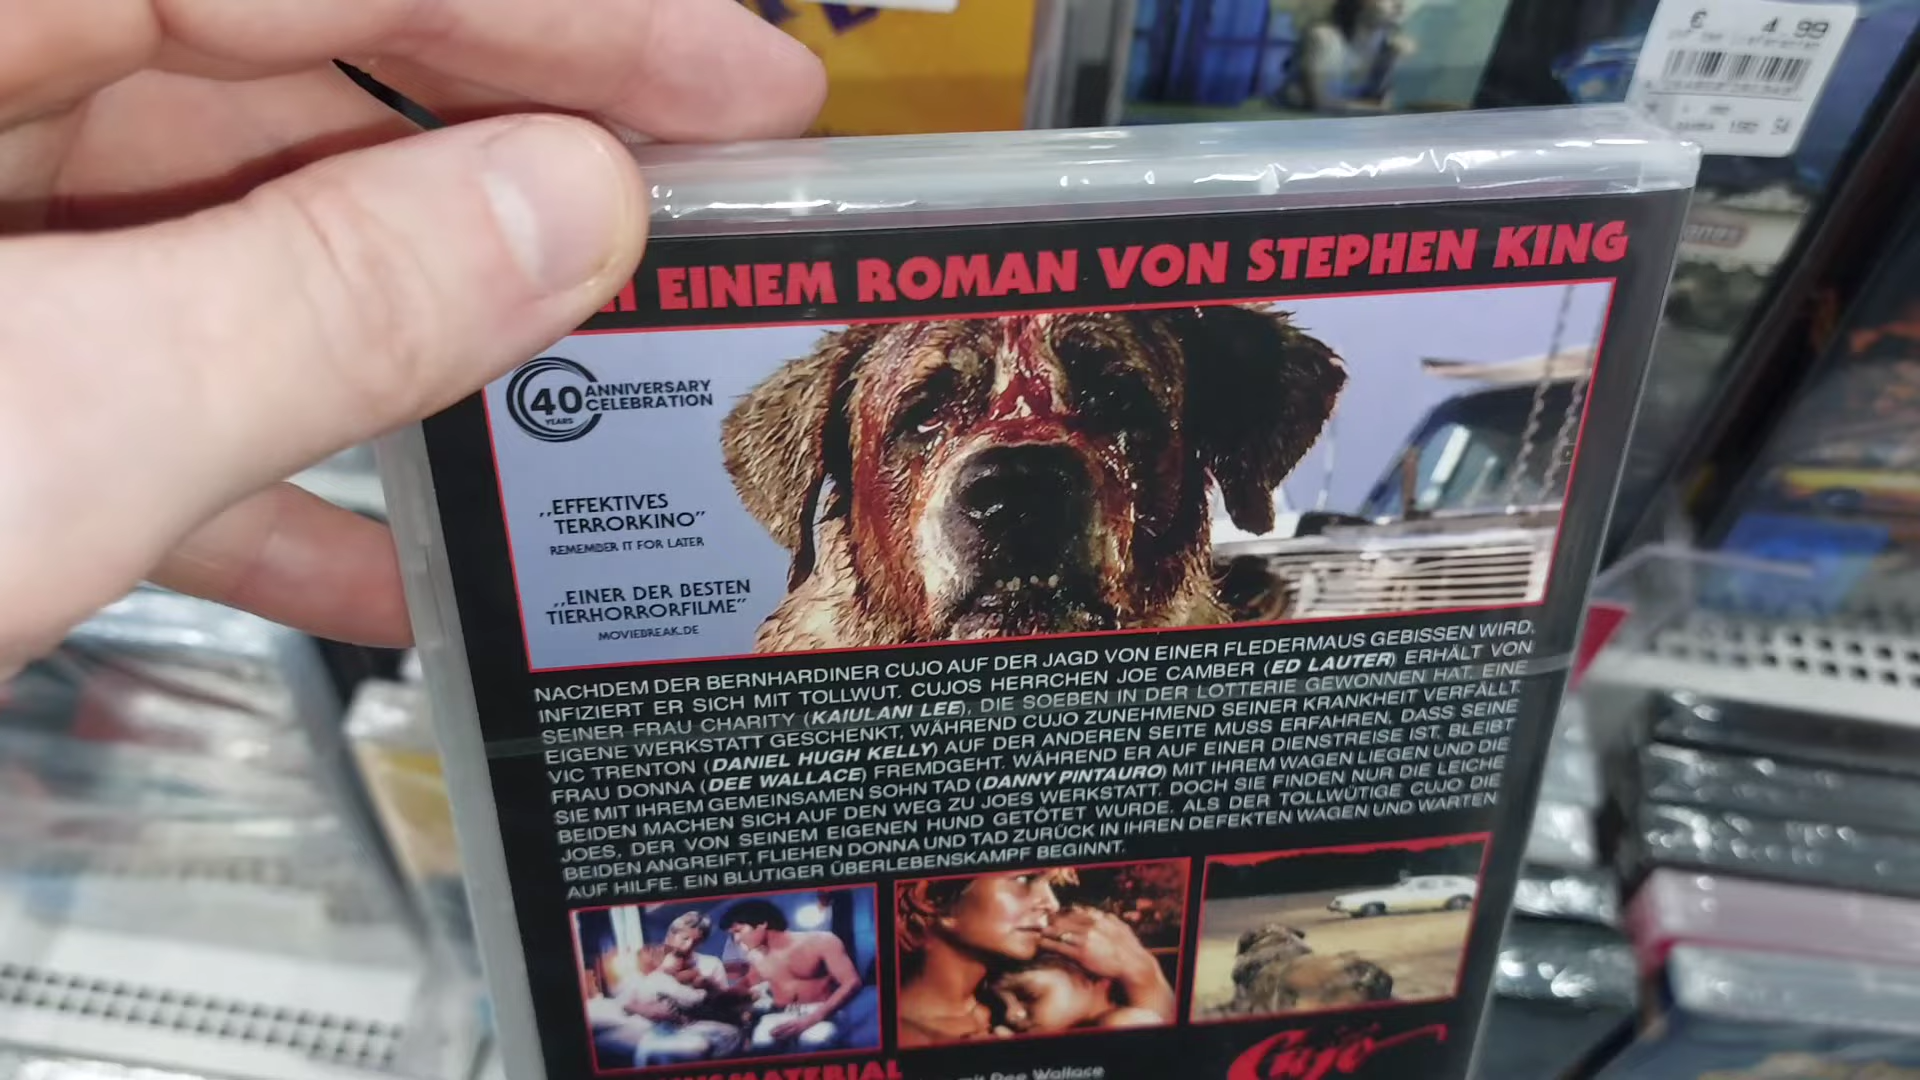 € 4.99
EINEM ROMAN VON STEPHEN KING
40 YEARS
ANNIVERSARY
CELEBRATION
„EFFEKTIVES
TERRORKINO”
REMEMBER IT FOR LATER
„EINER DER BESTEN
TIERHORRORFILME”
MOVIEBREAK.DE
NACHDEM DER BERNHARDINER CUJO AUF DER JAGD VON EINER FLEDERMAUS GEBISSEN WIRD,
INFIZIERT ER SICH MIT TOLLWUT. CUJOS HERRCHEN JOE CAMBER (ED LAUTER) ERHÄLT VON
SEINER FRAU CHARITY (KAIULANI LEE), DIE SOEBEN IN DER LOTTERIE GEWONNEN HAT, EINE
EIGENE WERKSTATT GESCHENKT, WÄHREND CUJO ZUNEHMEND SEINER KRANKHEIT VERFÄLLT.
VIC TRENTON (DANIEL HUGH KELLY) AUF DER ANDEREN SEITE MUSS ERFAHREN, DASS SEINE
FRAU DONNA (DEE WALLACE) FREMDGEHT. WÄHREND ER AUF EINER DIENSTREISE IST, BLEIBT
SIE MIT IHREM GEMEINSAMEN SOHN TAD (DANNY PINTAURO) MIT IHREM WAGEN LIEGEN UND DIE
BEIDEN MACHEN SICH AUF DEN WEG ZU JOES WERKSTATT. DOCH SIE FINDEN NUR DIE LEICHE
JOES, DER VON SEINEM EIGENEN HUND GETÖTET WURDE. ALS DER TOLLWÜTIGE CUJO DIE
BEIDEN ANGREIFT, FLIEHEN DONNA UND TAD ZURÜCK IN IHREN DEFEKTEN WAGEN UND WARTEN
AUF HILFE. EIN BLUTIGER ÜBERLEBENSKAMPF BEGINNT.
Cujo
mit Dee Wallace